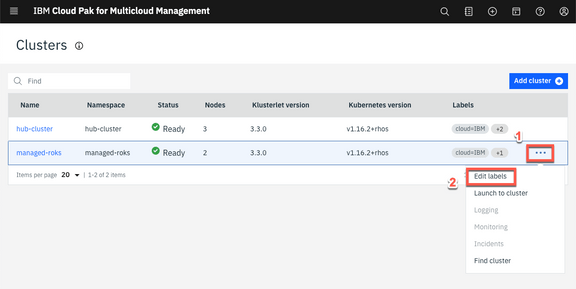 IBM Cloud Pak for Multicloud Management
Clusters
Find
Add cluster
Name Namespace Status Nodes Klusterlet version Kubernetes version Labels
hub-cluster hub-cluster Ready 3 3.3.0 v1.16.2+rhos cloud=IBM +2
1
managed-roks managed-roks Ready 2 3.3.0 v1.16.2+rhos cloud=IBM +1
Items per page 20 1-2 of 2 items
2 Edit labels
Launch to cluster
Logging
Monitoring
Incidents
Find cluster